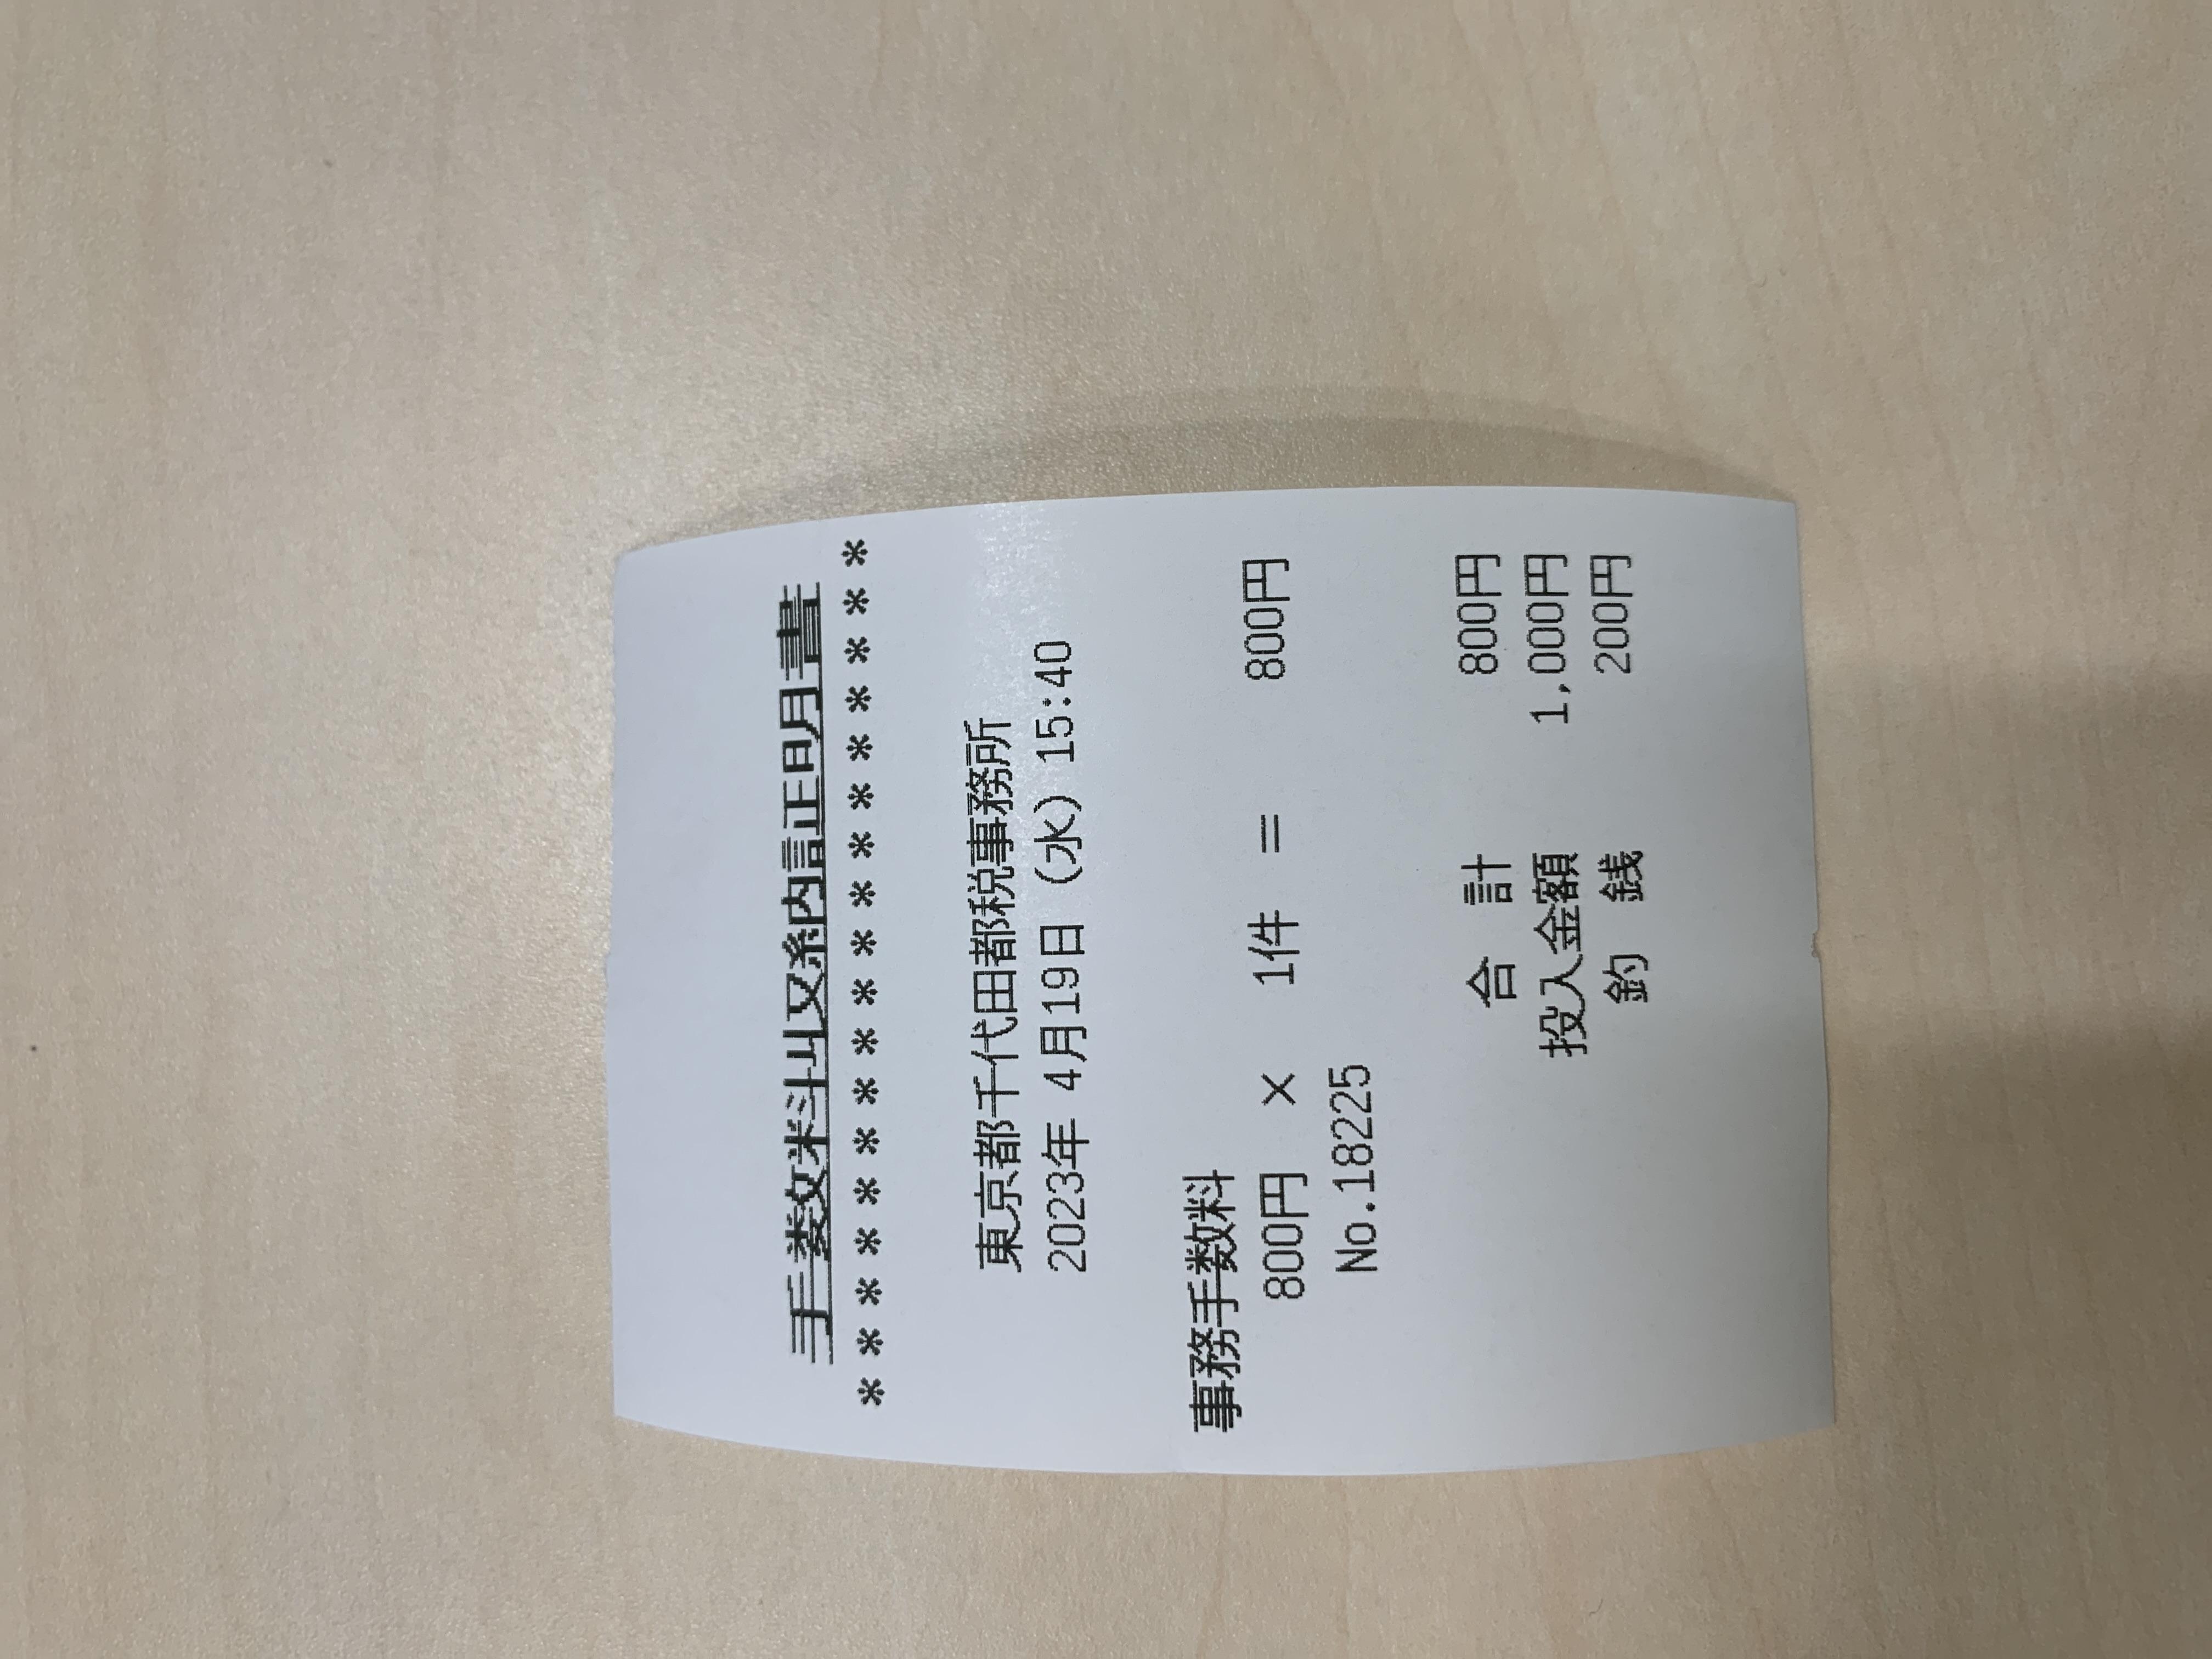 手数料収納証明書
******************
東京都千代田都税事務所
2023年 4月19日(水)15:40
事務手数料
800円 × 1件 = 800円
No.18225
合 計 800円
投入金額 1,000円
釣 銭 200円